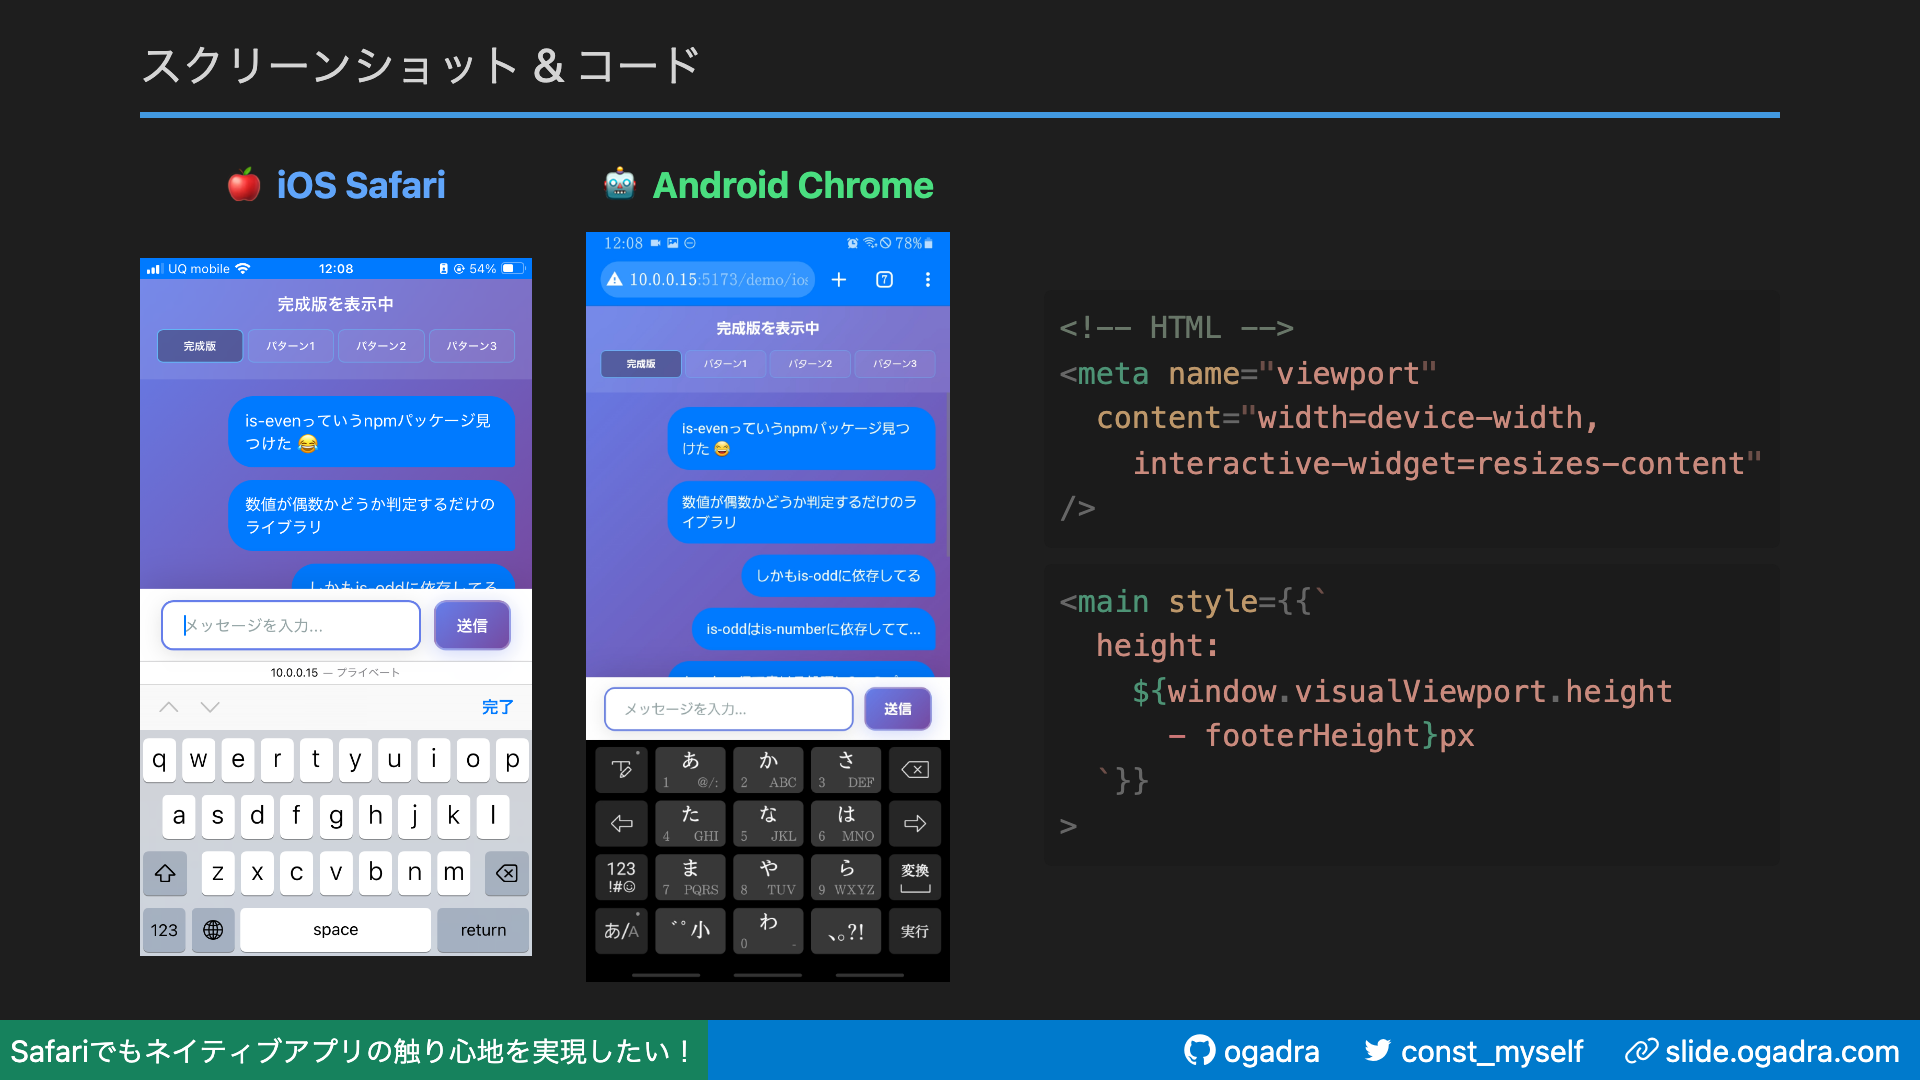 スクリーンショット & コード
iOS Safari
UQ mobile 12:08 54%
完成版を表示中
完成版 パターン1 パターン2 パターン3
is-evenっていうnpmパッケージ見
つけた 😂
数値が偶数かどうか判定するだけの
ライブラリ
しかもis-oddに依存してる
メッセージを入力... 送信
10.0.0.15 — プライベート
完了
q w e r t y u i o p
a s d f g h j k l
z x c v b n m
123 space return
Android Chrome
12:08 78%
10.0.0.15:5173/demo/ios 7
完成版を表示中
完成版 パターン1 パターン2 パターン3
is-evenっていうnpmパッケージ見つ
けた 😂
数値が偶数かどうか判定するだけのラ
イブラリ
しかもis-oddに依存してる
is-oddはis-numberに依存してて...
メッセージを入力... 送信
あ 1 @/: か 2 ABC さ 3 DEF
た 4 GHI な 5 JKL は 6 MNO
123 !#☺ ま 7 PQRS や 8 TUV ら 9 WXYZ 変換
あ/A ゛゜小 わ 0 - 、。?! 実行
<!-- HTML -->
<meta name="viewport"
content="width=device-width,
interactive-widget=resizes-content"
/>
<main style={{`
height:
${window.visualViewport.height
- footerHeight}px
`}}
>
Safariでもネイティブアプリの触り心地を実現したい！
ogadra const_myself slide.ogadra.com